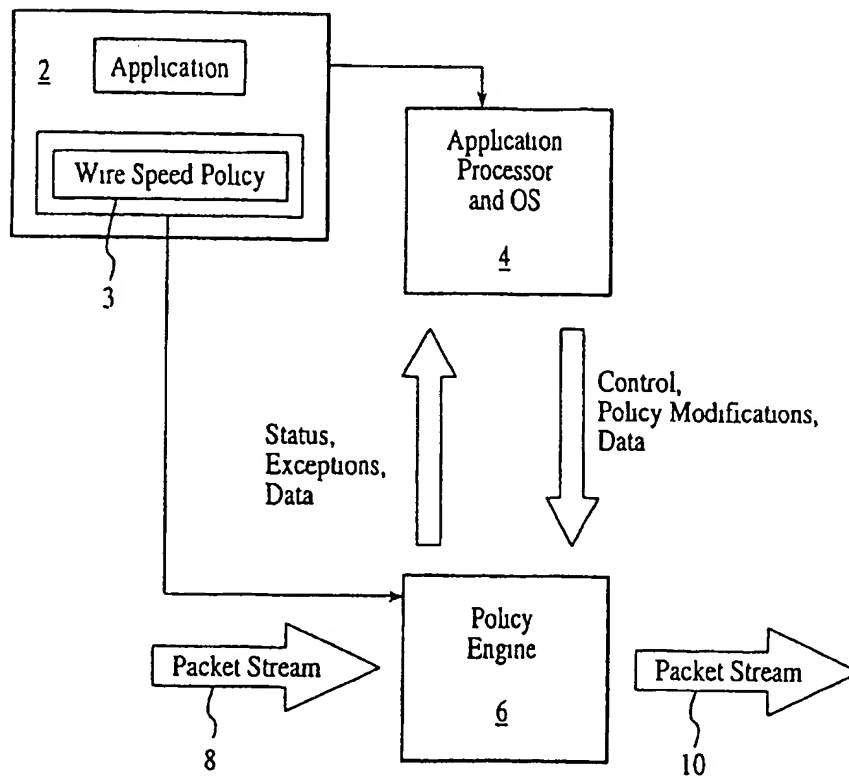 2
Application
Wire Speed Policy
3
Application
Processor
and OS
4
Status,
Exceptions,
Data
Control,
Policy Modifications,
Data
Packet Stream
8
Policy
Engine
6
Packet Stream
10